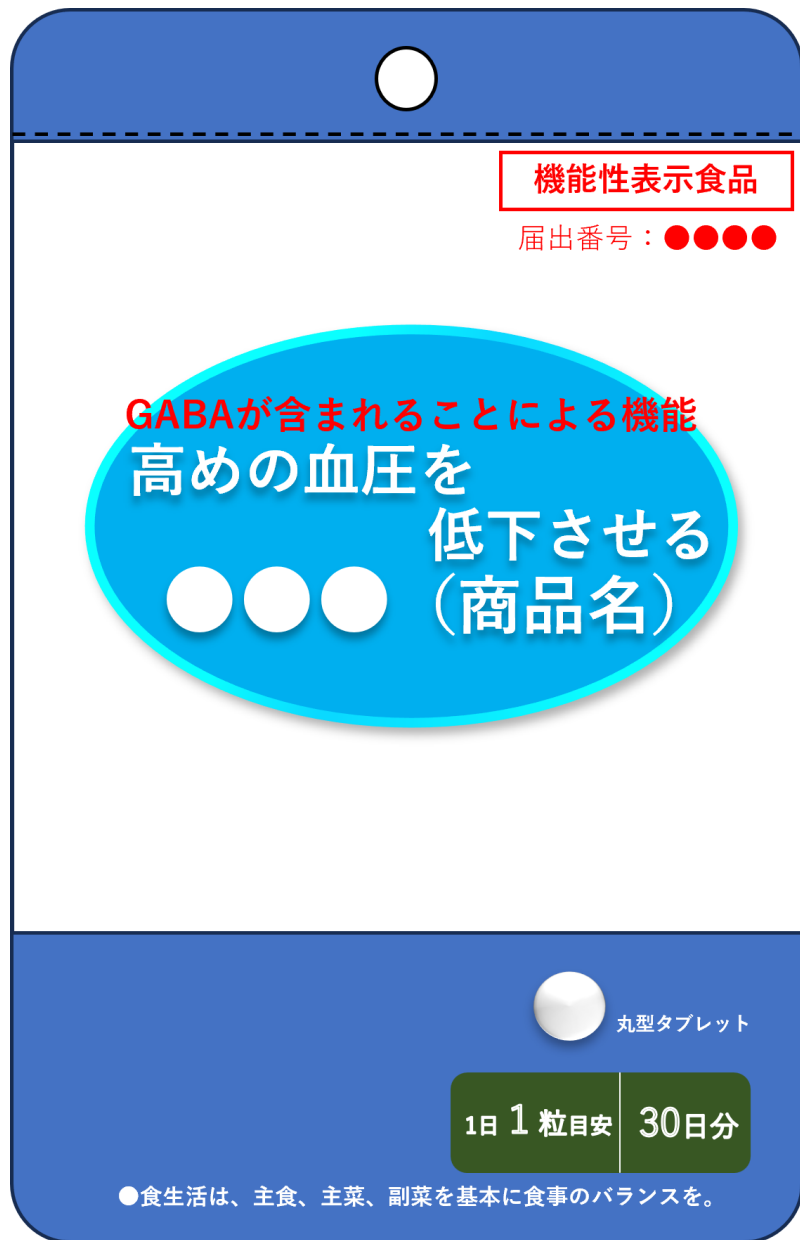 機能性表示食品
届出番号：●●●●
GABAが含まれることによる機能
高めの血圧を
低下させる
●●●（商品名）
丸型タブレット
1日1粒目安 30日分
●食生活は、主食、主菜、副菜を基本に食事のバランスを。